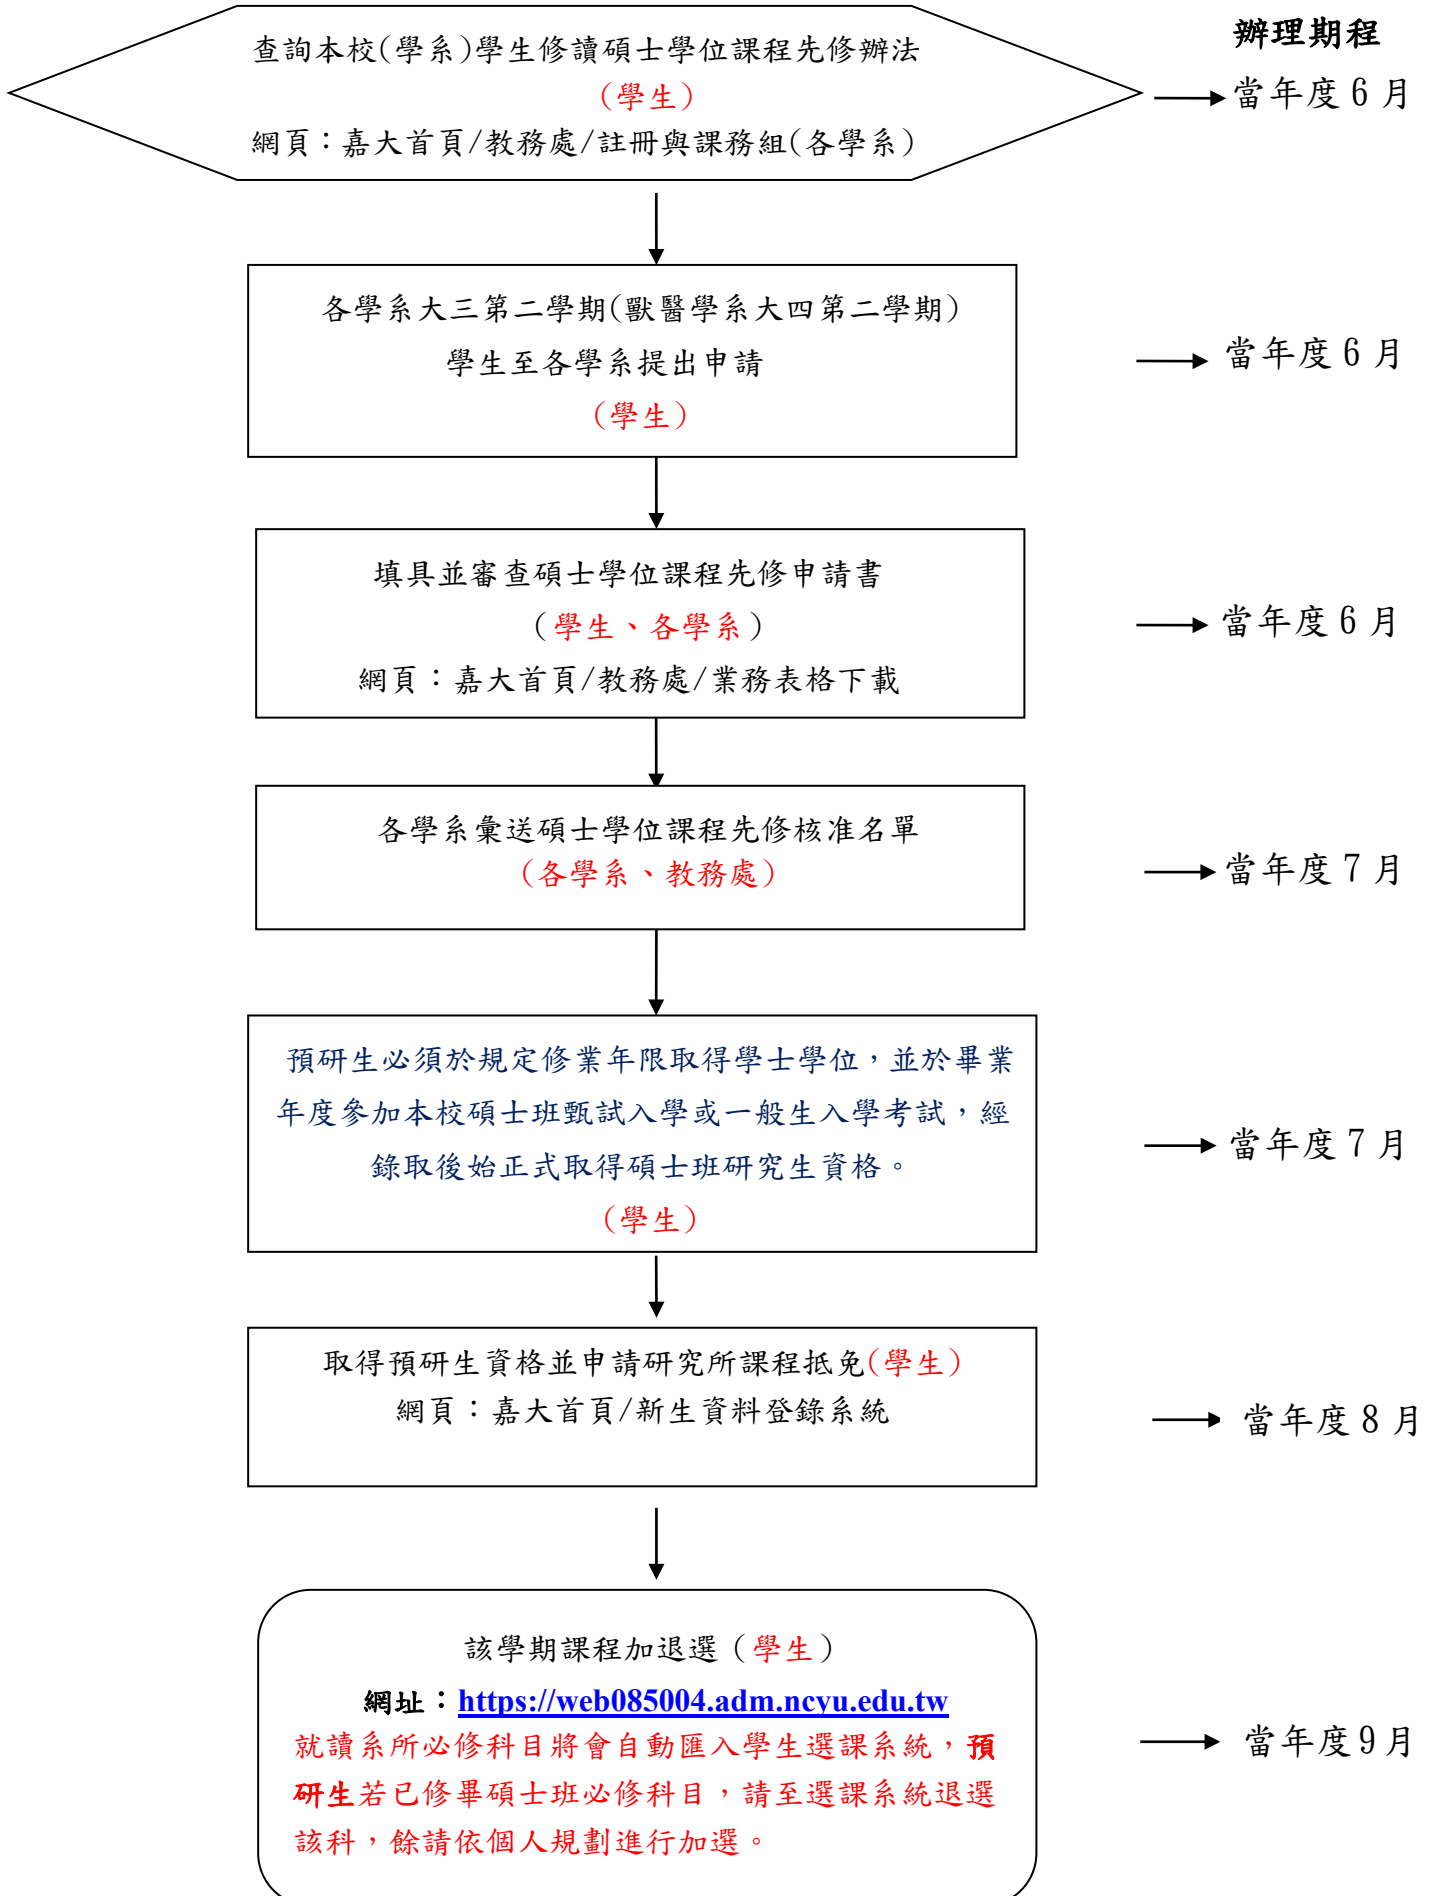 辦理期程
查詢本校(學系)學生修讀碩士學位課程先修辦法
(學生)
網頁：嘉大首頁/教務處/註冊與課務組(各學系)
當年度 6 月
各學系大三第二學期(獸醫學系大四第二學期)
學生至各學系提出申請
(學生)
當年度 6 月
填具並審查碩士學位課程先修申請書
(學生、各學系)
網頁：嘉大首頁/教務處/業務表格下載
當年度 6 月
各學系彙送碩士學位課程先修核准名單
(各學系、教務處)
當年度 7 月
預研生必須於規定修業年限取得學士學位，並於畢業
年度參加本校碩士班甄試入學或一般生入學考試，經
錄取後始正式取得碩士班研究生資格。
(學生)
當年度 7 月
取得預研生資格並申請研究所課程抵免(學生)
網頁：嘉大首頁/新生資料登錄系統
當年度 8 月
該學期課程加退選（學生）
網址：https://web085004.adm.ncyu.edu.tw
就讀系所必修科目將會自動匯入學生選課系統，預
研生若已修畢碩士班必修科目，請至選課系統退選
該科，餘請依個人規劃進行加選。
當年度 9 月